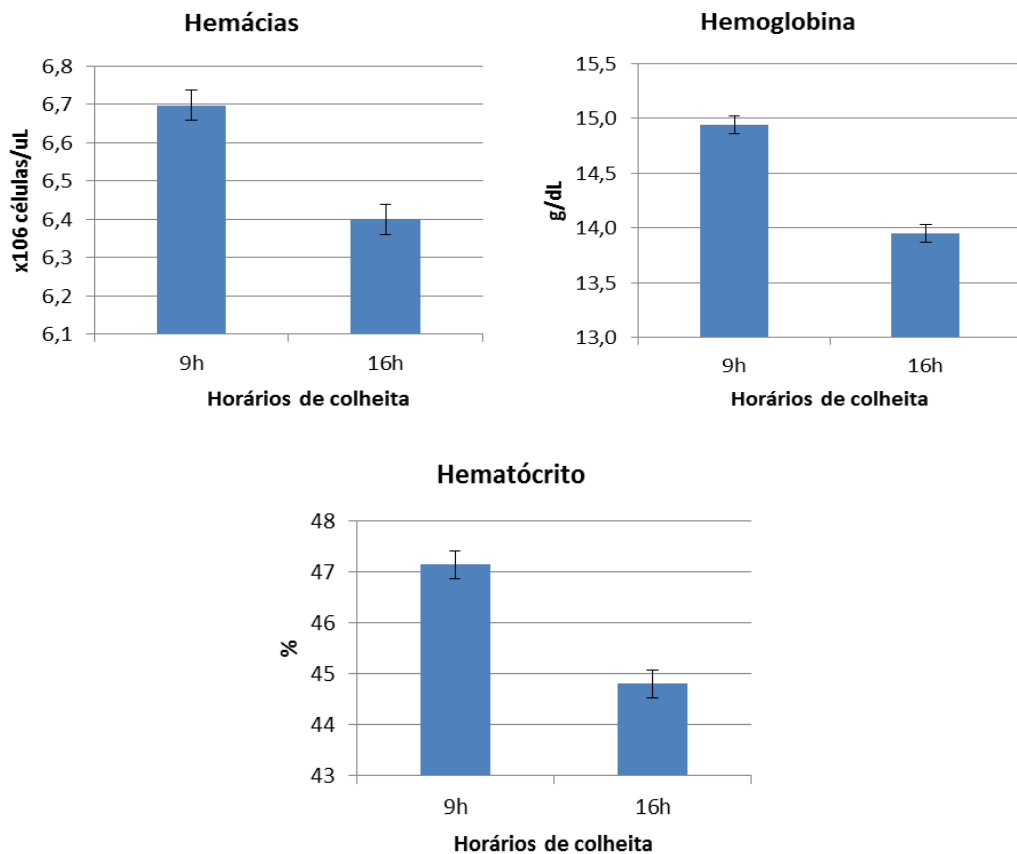 Hemácias
x106 células/uL
6,8
6,7
6,6
6,5
6,4
6,3
6,2
6,1
9h 16h
Horários de colheita
Hemoglobina
g/dL
15,5
15,0
14,5
14,0
13,5
13,0
9h 16h
Horários de colheita
Hematócrito
%
48
47
46
45
44
43
9h 16h
Horários de colheita